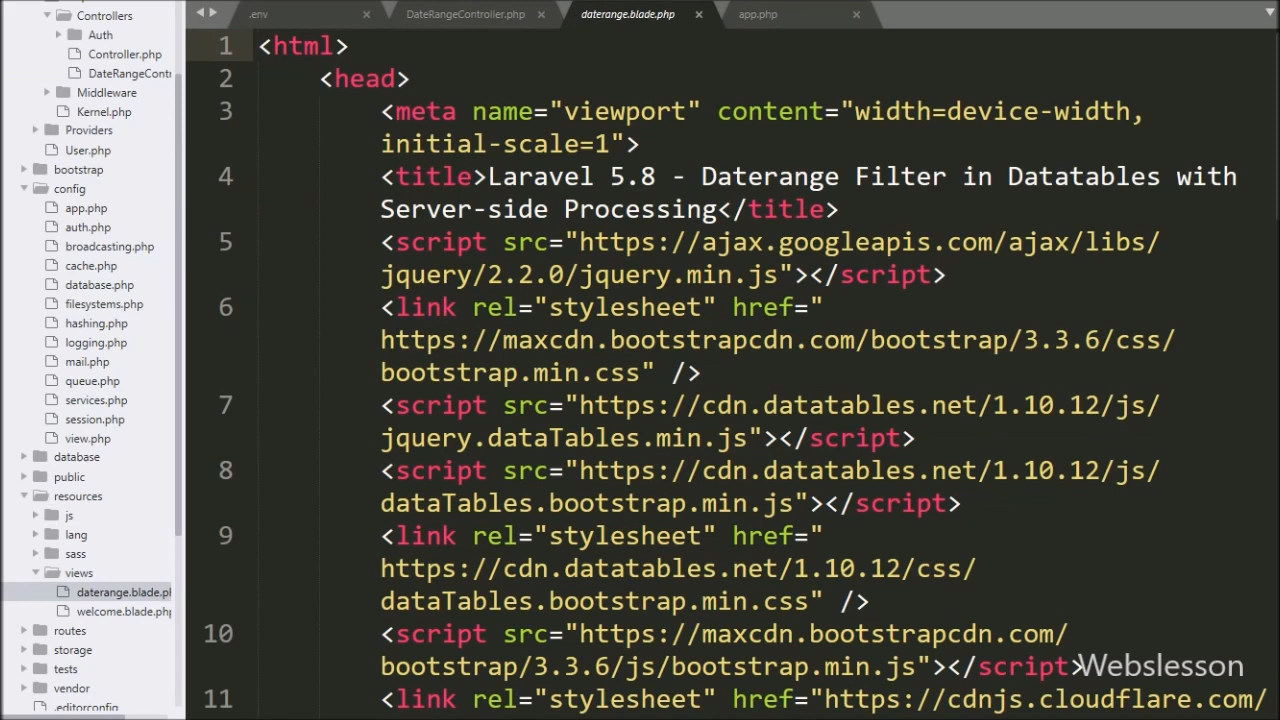 Controllers
Auth
Controller.php
DateRangeContr
Middleware
Kernel.php
Providers
User.php
bootstrap
config
app.php
auth.php
broadcasting.php
cache.php
database.php
filesystems.php
hashing.php
logging.php
mail.php
queue.php
services.php
session.php
view.php
database
public
resources
js
lang
sass
views
daterange.blade.ph
welcome.blade.php
routes
storage
tests
vendor
.editorconfig
.env
DateRangeController.php
daterange.blade.php
app.php
1 <html>
2 <head>
3 <meta name="viewport" content="width=device-width,
initial-scale=1">
4 <title>Laravel 5.8 - Daterange Filter in Datatables with
Server-side Processing</title>
5 <script src="https://ajax.googleapis.com/ajax/libs/
jquery/2.2.0/jquery.min.js"></script>
6 <link rel="stylesheet" href="
https://maxcdn.bootstrapcdn.com/bootstrap/3.3.6/css/
bootstrap.min.css" />
7 <script src="https://cdn.datatables.net/1.10.12/js/
jquery.dataTables.min.js"></script>
8 <script src="https://cdn.datatables.net/1.10.12/js/
dataTables.bootstrap.min.js"></script>
9 <link rel="stylesheet" href="
https://cdn.datatables.net/1.10.12/css/
dataTables.bootstrap.min.css" />
10 <script src="https://maxcdn.bootstrapcdn.com/
bootstrap/3.3.6/js/bootstrap.min.js"></script>
Webslesson
11 <link rel="stylesheet" href="https://cdnjs.cloudflare.com/